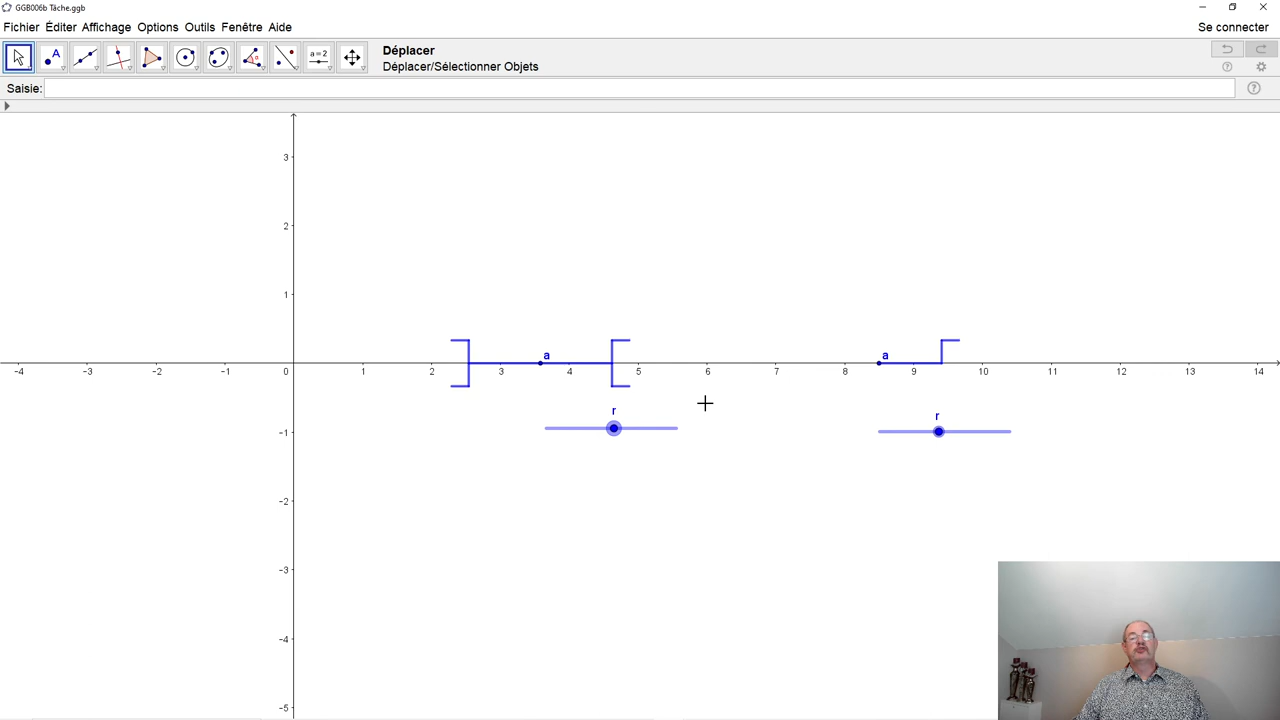 GGB006b Tâche.ggb
Fichier Éditer Affichage Options Outils Fenêtre Aide Se connecter
A a=2 Déplacer
Déplacer/Sélectionner Objets
Saisie:
3
2
1
a a
-4 -3 -2 -1 0 1 2 3 4 5 6 7 8 9 10 11 12 13 14
r r
-1
-2
-3
-4
-5